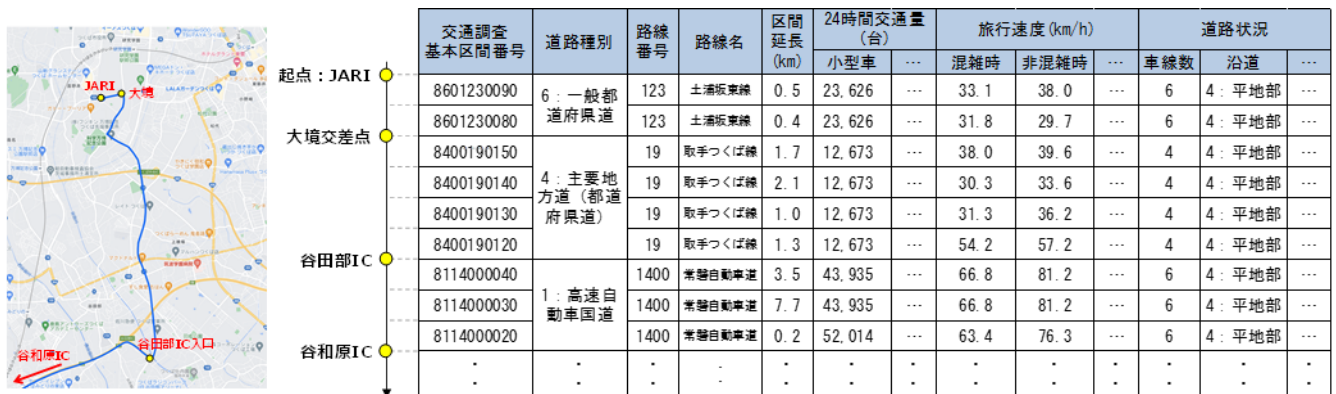 JARI
大境
谷田部IC入口
谷和原IC
起点：JARI
大境交差点
谷田部IC
谷和原IC
交通調査基本区間番号 道路種別 路線番号 路線名 区間延長(km) 24時間交通量(台) 旅行速度(km/h) 道路状況
小型車 … 混雑時 非混雑時 … 車線数 沿道 …
8601230090 6：一般都道府県道 123 土浦坂東線 0.5 23,626 … 33.1 38.0 … 6 4：平地部 …
8601230080 123 土浦坂東線 0.4 23,626 … 31.8 29.7 … 6 4：平地部 …
8400190150 4：主要地方道（都道府県道） 19 取手つくば線 1.7 12,673 … 38.0 39.6 … 4 4：平地部 …
8400190140 19 取手つくば線 2.1 12,673 … 30.3 33.6 … 4 4：平地部 …
8400190130 19 取手つくば線 1.0 12,673 … 31.3 36.2 … 4 4：平地部 …
8400190120 19 取手つくば線 1.3 12,673 … 54.2 57.2 … 4 4：平地部 …
8114000040 1：高速自動車国道 1400 常磐自動車道 3.5 43,935 … 66.8 81.2 … 6 4：平地部 …
8114000030 1400 常磐自動車道 7.7 43,935 … 66.8 81.2 … 6 4：平地部 …
8114000020 1400 常磐自動車道 0.2 52,014 … 63.4 76.3 … 6 4：平地部 …